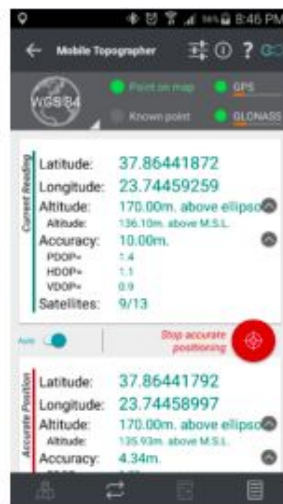 8:46 PM
Mobile Topographer
WGS 84
Point on map
GPS
Known point
GLONASS
Current Reading
Latitude: 37.86441872
Longitude: 23.74459259
Altitude: 170.00m. above ellipso
Altitude: 136.10m. above M.S.L.
Accuracy: 10.00m.
PDOP= 1.4
HDOP= 1.1
VDOP= 0.9
Satellites: 9/13
Auto
Stop accurate
positioning
Accurate Position
Latitude: 37.86441792
Longitude: 23.74458997
Altitude: 170.00m. above ellipso
Altitude: 135.93m. above M.S.L.
Accuracy: 4.34m.